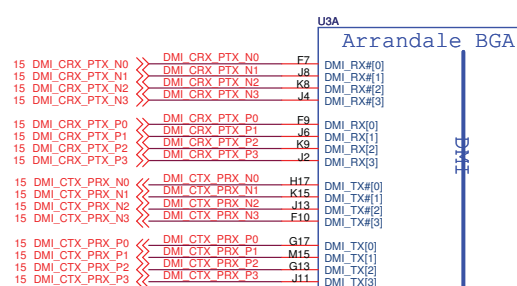 U3A
Arrandale BGA
15 DMI_CRX_PTX_N0 DMI_CRX_PTX_N0 F7 DMI_RX#[0]
15 DMI_CRX_PTX_N1 DMI_CRX_PTX_N1 J8 DMI_RX#[1]
15 DMI_CRX_PTX_N2 DMI_CRX_PTX_N2 K8 DMI_RX#[2]
15 DMI_CRX_PTX_N3 DMI_CRX_PTX_N3 J4 DMI_RX#[3]
15 DMI_CRX_PTX_P0 DMI_CRX_PTX_P0 F9 DMI_RX[0]
15 DMI_CRX_PTX_P1 DMI_CRX_PTX_P1 J6 DMI_RX[1]
15 DMI_CRX_PTX_P2 DMI_CRX_PTX_P2 K9 DMI_RX[2]
15 DMI_CRX_PTX_P3 DMI_CRX_PTX_P3 J2 DMI_RX[3]
DMI
15 DMI_CTX_PRX_N0 DMI_CTX_PRX_N0 H17 DMI_TX#[0]
15 DMI_CTX_PRX_N1 DMI_CTX_PRX_N1 K15 DMI_TX#[1]
15 DMI_CTX_PRX_N2 DMI_CTX_PRX_N2 J13 DMI_TX#[2]
15 DMI_CTX_PRX_N3 DMI_CTX_PRX_N3 F10 DMI_TX#[3]
15 DMI_CTX_PRX_P0 DMI_CTX_PRX_P0 G17 DMI_TX[0]
15 DMI_CTX_PRX_P1 DMI_CTX_PRX_P1 M15 DMI_TX[1]
15 DMI_CTX_PRX_P2 DMI_CTX_PRX_P2 G13 DMI_TX[2]
15 DMI_CTX_PRX_P3 DMI_CTX_PRX_P3 J11 DMI_TX[3]